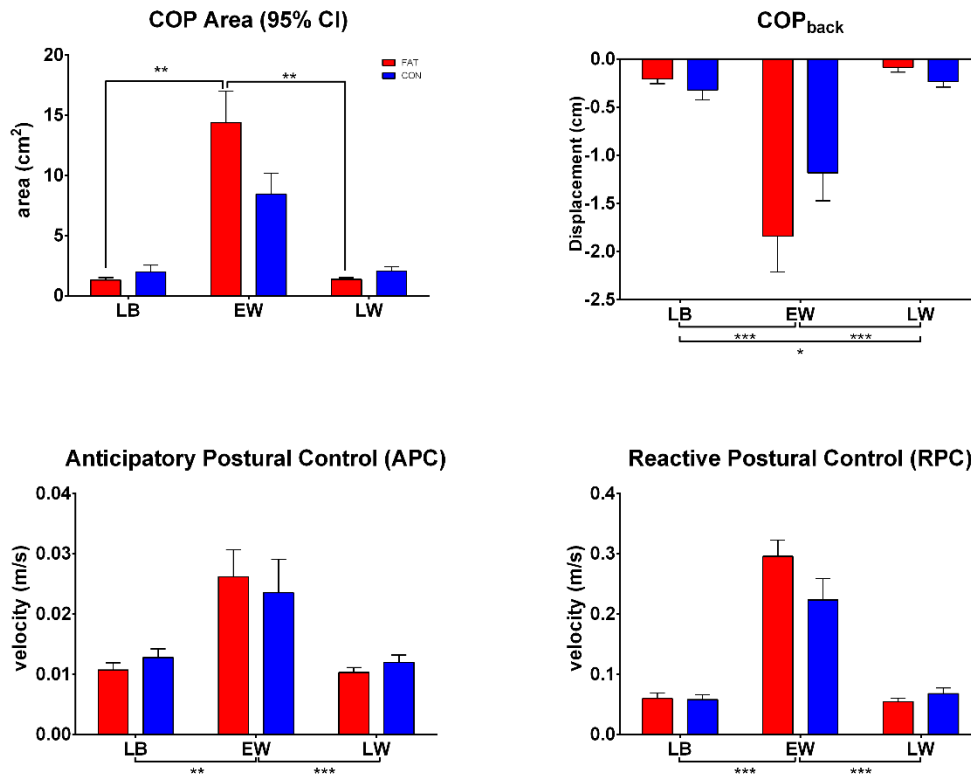 COP Area (95% CI)
20
15
10
5
0
area (cm²)
**
**
FAT
CON
LB EW LW
COPback
0.0
-0.5
-1.0
-1.5
-2.0
-2.5
Displacement (cm)
LB EW LW
*** ***
*
Anticipatory Postural Control (APC)
0.04
0.03
0.02
0.01
0.00
velocity (m/s)
LB EW LW
** ***
Reactive Postural Control (RPC)
0.4
0.3
0.2
0.1
0.0
velocity (m/s)
LB EW LW
*** ***